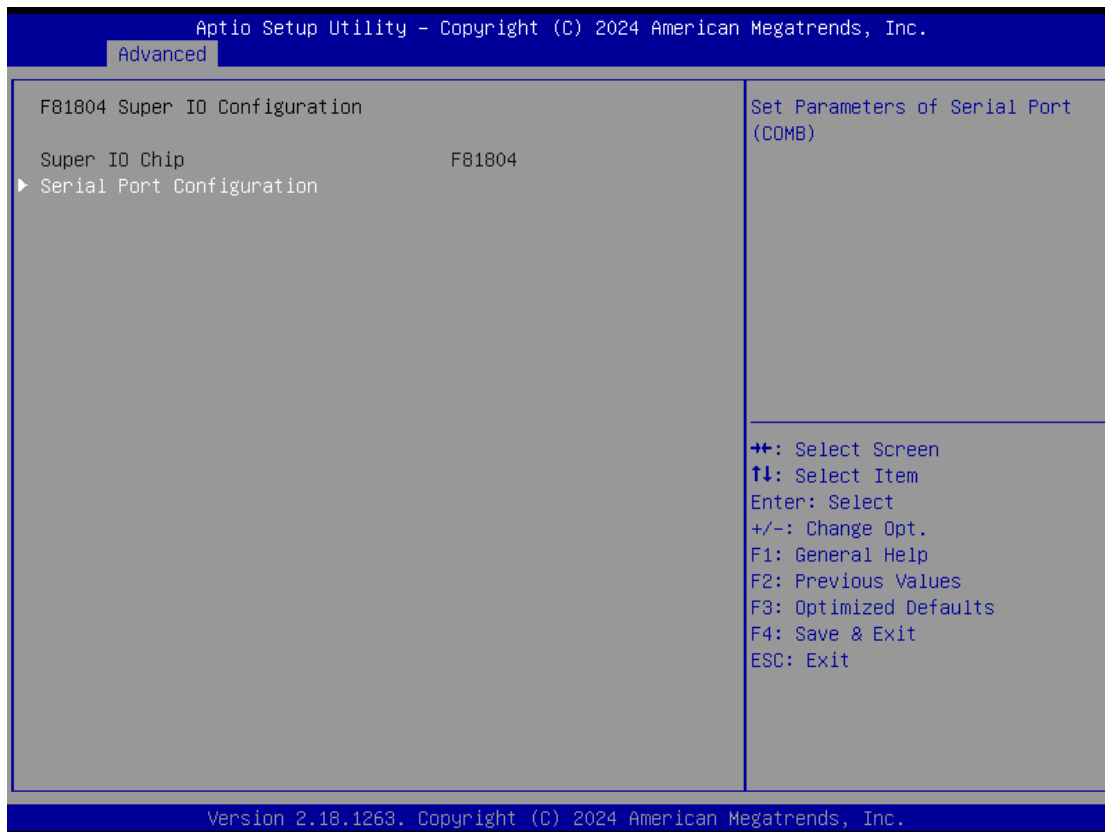 Aptio Setup Utility – Copyright (C) 2024 American Megatrends, Inc.
Advanced
F81804 Super IO Configuration
Super IO Chip F81804
Serial Port Configuration
Set Parameters of Serial Port
(COMB)
→←: Select Screen
↑↓: Select Item
Enter: Select
+/-: Change Opt.
F1: General Help
F2: Previous Values
F3: Optimized Defaults
F4: Save & Exit
ESC: Exit
Version 2.18.1263. Copyright (C) 2024 American Megatrends, Inc.